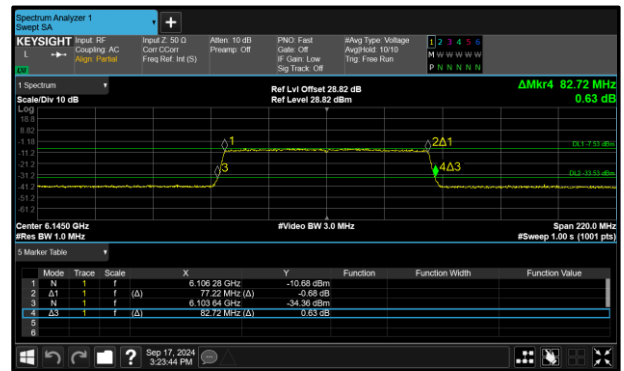 Spectrum Analyzer 1
Swept SA
+
KEYSIGHT Input: RF Input Z: 50 Ω Atten: 10 dB PNO: Fast #Avg Type: Voltage 1 2 3 4 5 6
L Coupling: AC Corr CCorr Preamp: Off Gate: Off Avg|Hold: 10/10 M W W W W W
Align: Partial Freq Ref: Int (S) IF Gain: Low Trig: Free Run
Sig Track: Off P N N N N N
1 Spectrum Ref Lvl Offset 28.82 dB ΔMkr4 82.72 MHz
Scale/Div 10 dB Ref Level 28.82 dBm 0.63 dB
Log
18.8
8.82
-1.18 1 2Δ1 DL1 -7.53 dBm
-11.2
-21.2 3 4Δ3
-31.2 DL2 -33.53 dBm
-41.2
-51.2
-61.2
Center 6.1450 GHz #Video BW 3.0 MHz Span 220.0 MHz
#Res BW 1.0 MHz #Sweep 1.00 s (1001 pts)
5 Marker Table
Mode Trace Scale X Y Function Function Width Function Value
1 N 1 f 6.106 28 GHz -10.68 dBm
2 Δ1 1 f (Δ) 77.22 MHz (Δ) -0.68 dB
3 N 1 f 6.103 64 GHz -34.36 dBm
4 Δ3 1 f (Δ) 82.72 MHz (Δ) 0.63 dB
5
6
? Sep 17, 2024
3:23:44 PM